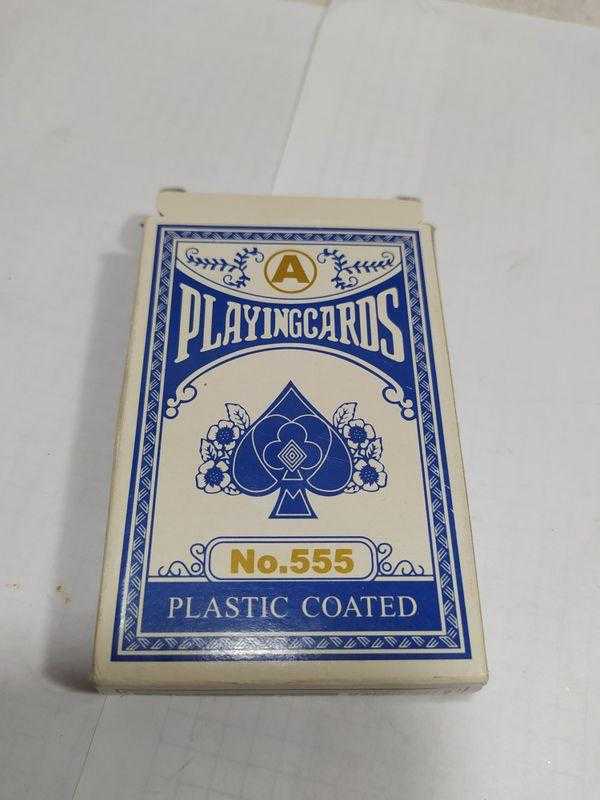 A
PLAYINGCARDS
No.555
PLASTIC COATED